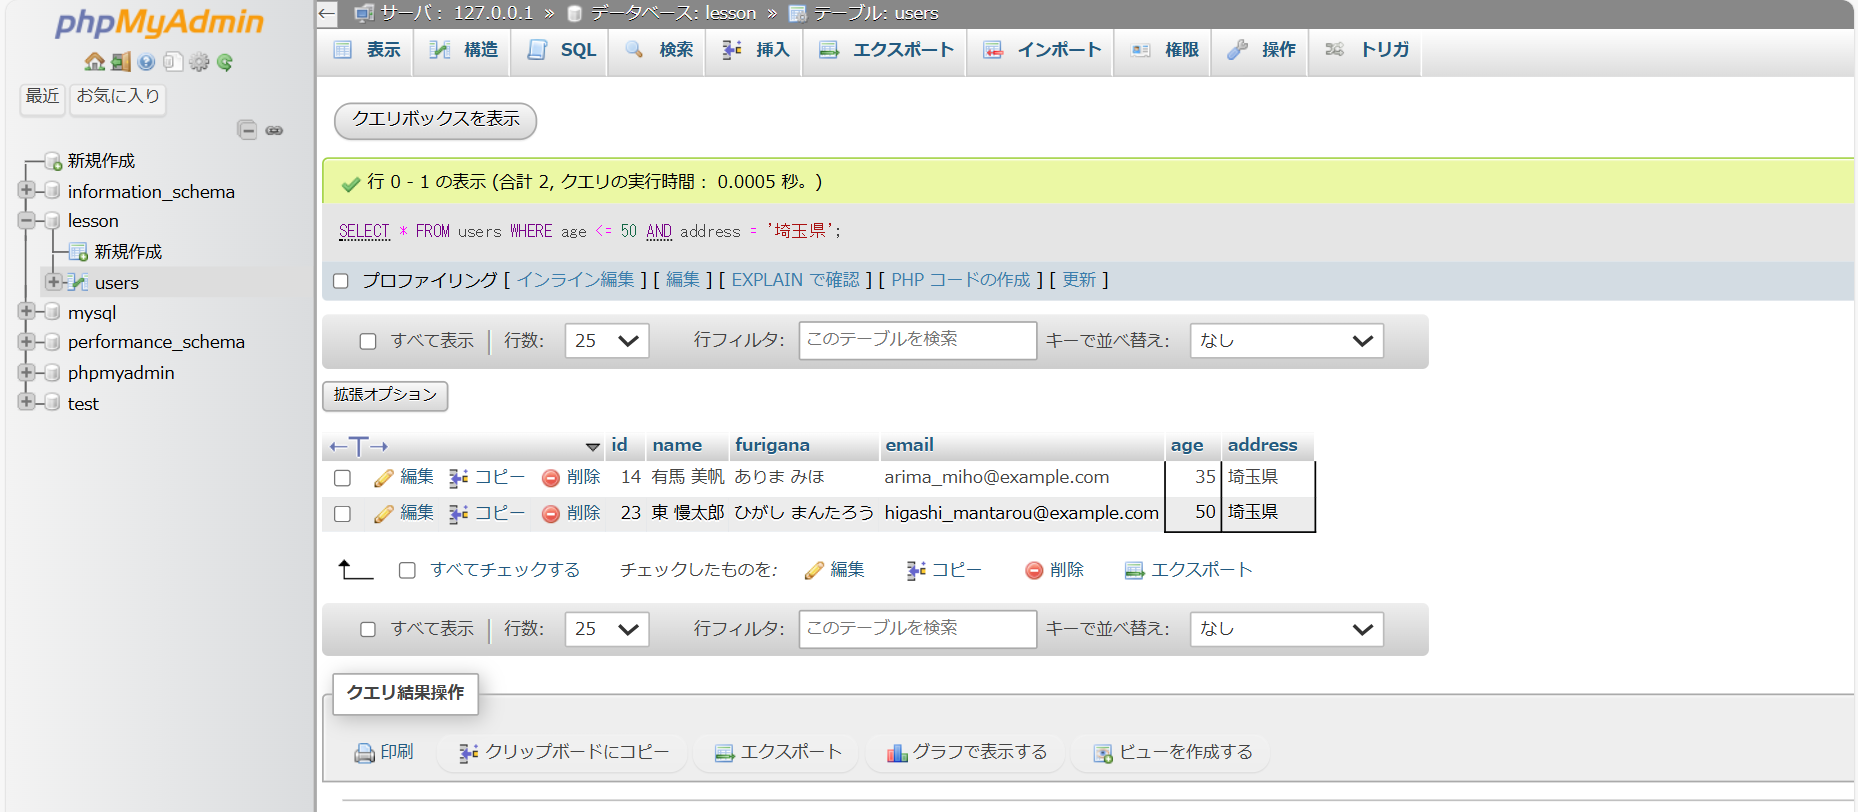 phpMyAdmin
最近 お気に入り
新規作成
information_schema
lesson
新規作成
users
mysql
performance_schema
phpmyadmin
test
サーバ: 127.0.0.1 » データベース: lesson » テーブル: users
表示 構造 SQL 検索 挿入 エクスポート インポート 権限 操作 トリガ
クエリボックスを表示
行 0 - 1 の表示 (合計 2, クエリの実行時間: 0.0005 秒。)
SELECT * FROM users WHERE age <= 50 AND address = '埼玉県';
プロファイリング [ インライン編集 ] [ 編集 ] [ EXPLAIN で確認 ] [ PHP コードの作成 ] [ 更新 ]
すべて表示 行数: 25 行フィルタ: このテーブルを検索 キーで並べ替え: なし
拡張オプション
←T→ id name furigana email age address
編集 コピー 削除 14 有馬 美帆 ありま みほ arima_miho@example.com 35 埼玉県
編集 コピー 削除 23 東 慢太郎 ひがし まんたろう higashi_mantarou@example.com 50 埼玉県
すべてチェックする チェックしたものを: 編集 コピー 削除 エクスポート
すべて表示 行数: 25 行フィルタ: このテーブルを検索 キーで並べ替え: なし
クエリ結果操作
印刷 クリップボードにコピー エクスポート グラフで表示する ビューを作成する